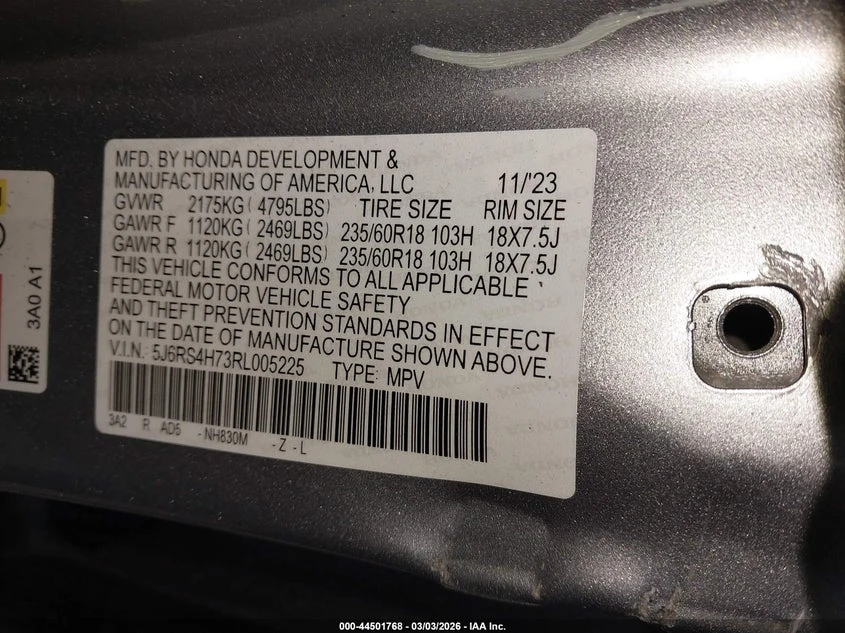 MFD. BY HONDA DEVELOPMENT &
MANUFACTURING OF AMERICA, LLC 11/'23
GVWR 2175KG ( 4795LBS) TIRE SIZE RIM SIZE
GAWR F 1120KG ( 2469LBS) 235/60R18 103H 18X7.5J
GAWR R 1120KG ( 2469LBS) 235/60R18 103H 18X7.5J
THIS VEHICLE CONFORMS TO ALL APPLICABLE
FEDERAL MOTOR VEHICLE SAFETY
AND THEFT PREVENTION STANDARDS IN EFFECT
ON THE DATE OF MANUFACTURE SHOWN ABOVE.
V.I.N.: 5J6RS4H73RL005225 TYPE: MPV
3A2 R AD5 - NH830M - Z - L
3A0 A1
000-44501768 - 03/03/2026 - IAA Inc.